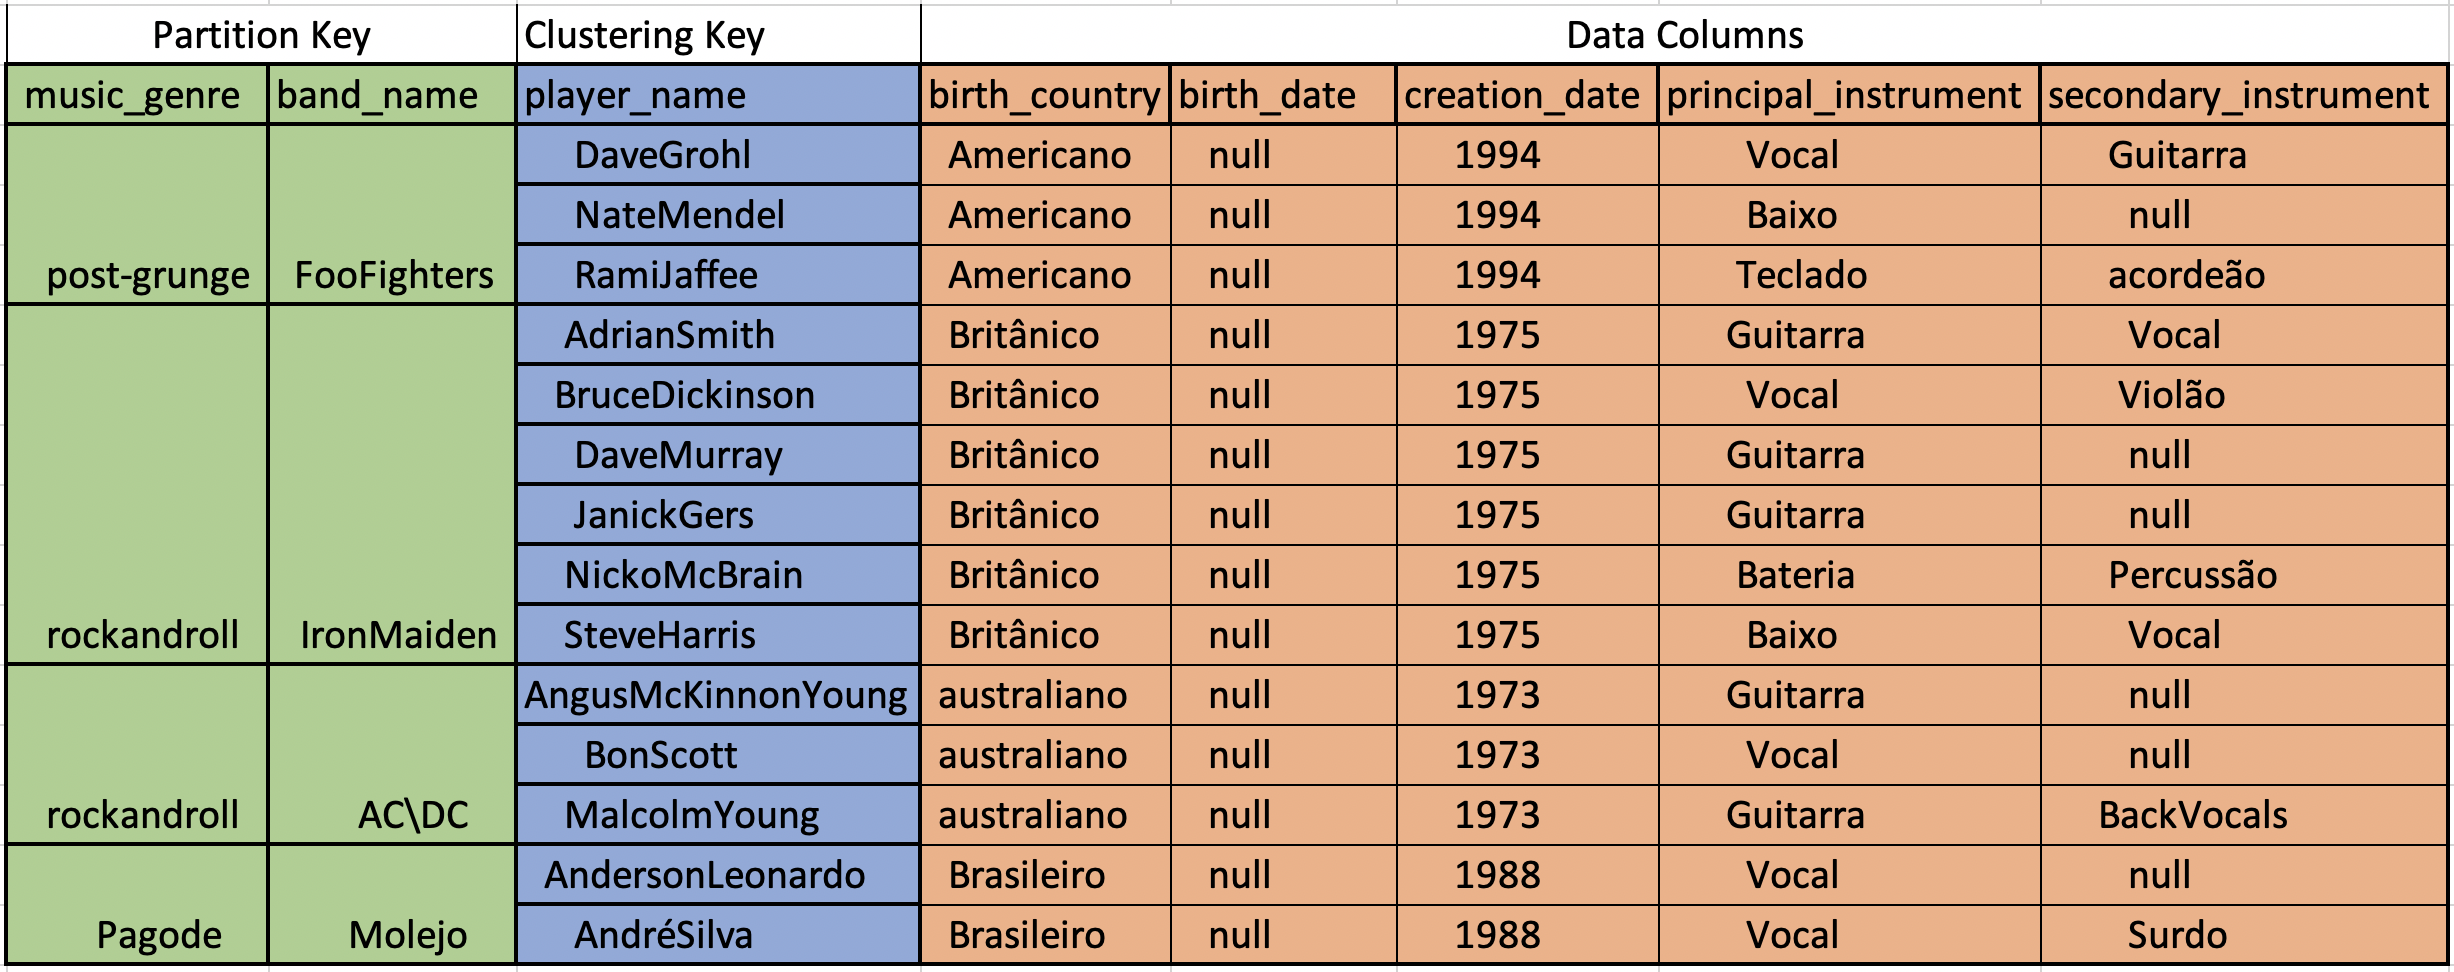 Partition Key Clustering Key Data Columns
music_genre band_name player_name birth_country birth_date creation_date principal_instrument secondary_instrument
DaveGrohl Americano null 1994 Vocal Guitarra
NateMendel Americano null 1994 Baixo null
post-grunge FooFighters RamiJaffee Americano null 1994 Teclado acordeão
AdrianSmith Britânico null 1975 Guitarra Vocal
BruceDickinson Britânico null 1975 Vocal Violão
DaveMurray Britânico null 1975 Guitarra null
JanickGers Britânico null 1975 Guitarra null
NickoMcBrain Britânico null 1975 Bateria Percussão
rockandroll IronMaiden SteveHarris Britânico null 1975 Baixo Vocal
AngusMcKinnonYoung australiano null 1973 Guitarra null
BonScott australiano null 1973 Vocal null
rockandroll AC\DC MalcolmYoung australiano null 1973 Guitarra BackVocals
AndersonLeonardo Brasileiro null 1988 Vocal null
Pagode Molejo AndréSilva Brasileiro null 1988 Vocal Surdo